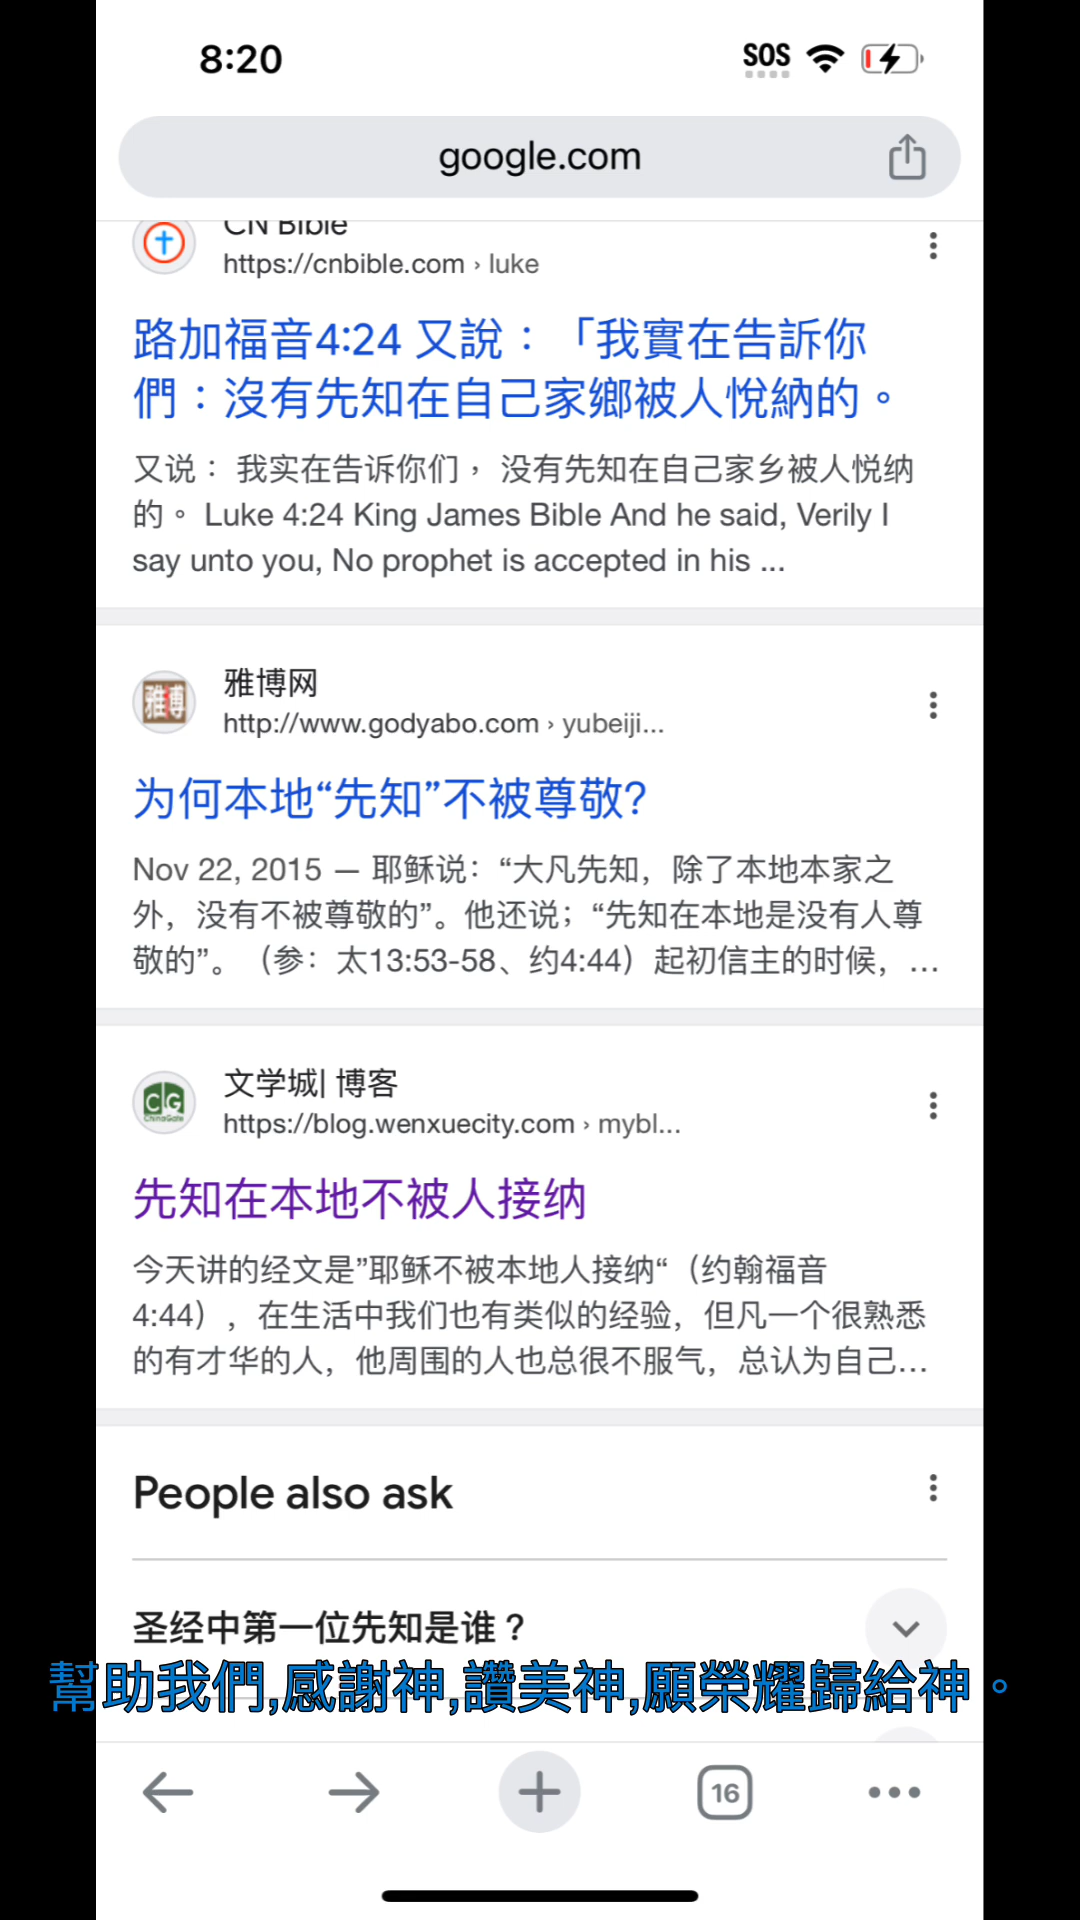 8:20
SOS
google.com
CN Bible
https://cnbible.com › luke
路加福音4:24 又說：「我實在告訴你
們：沒有先知在自己家鄉被人悅納的。
又说： 我实在告诉你们， 没有先知在自己家乡被人悦纳
的。 Luke 4:24 King James Bible And he said, Verily I
say unto you, No prophet is accepted in his ...
雅博
雅博网
http://www.godyabo.com › yubeiji...
为何本地“先知”不被尊敬?
Nov 22, 2015 — 耶稣说：“大凡先知，除了本地本家之
外，没有不被尊敬的”。他还说；“先知在本地是没有人尊
敬的”。（参：太13:53-58、约4:44）起初信主的时候，...
CG
ChinaGate
文学城| 博客
https://blog.wenxuecity.com › mybl...
先知在本地不被人接纳
今天讲的经文是”耶稣不被本地人接纳“（约翰福音
4:44），在生活中我们也有类似的经验，但凡一个很熟悉
的有才华的人，他周围的人也总很不服气，总认为自己...
People also ask
圣经中第一位先知是谁？
幫助我們,感謝神,讚美神,願榮耀歸給神。
16